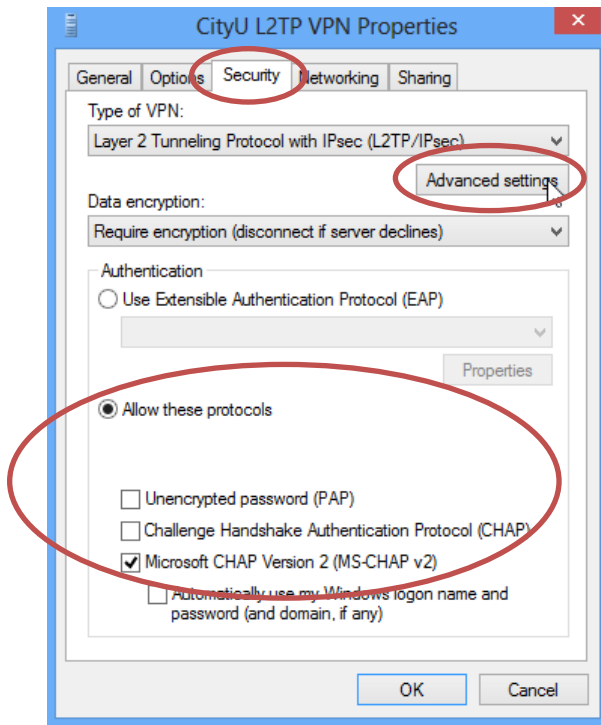 CityU L2TP VPN Properties
General Options Security Networking Sharing
Type of VPN:
Layer 2 Tunneling Protocol with IPsec (L2TP/IPsec)
Advanced settings
Data encryption:
Require encryption (disconnect if server declines)
Authentication
Use Extensible Authentication Protocol (EAP)
Properties
Allow these protocols
Unencrypted password (PAP)
Challenge Handshake Authentication Protocol (CHAP)
Microsoft CHAP Version 2 (MS-CHAP v2)
Automatically use my Windows logon name and
password (and domain, if any)
OK Cancel